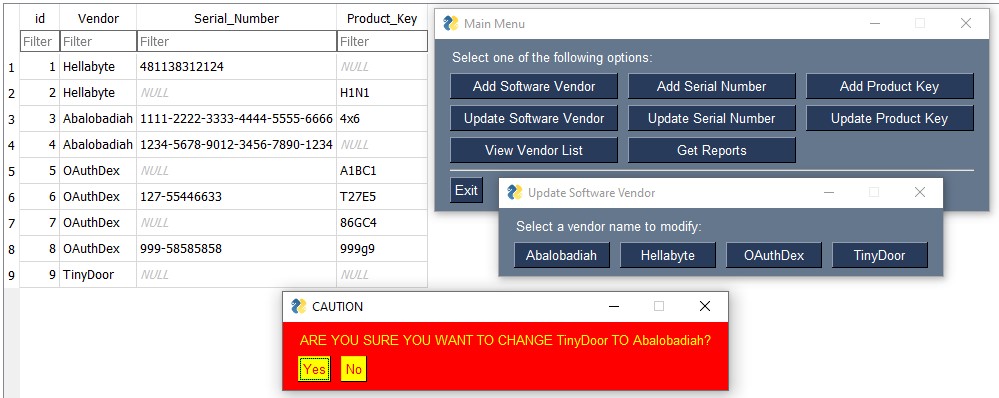 id Vendor Serial_Number Product_Key
Filter Filter Filter Filter
1 1 Hellabyte 481138312124 NULL
2 2 Hellabyte NULL H1N1
3 3 Abalobadiah 1111-2222-3333-4444-5555-6666 4x6
4 4 Abalobadiah 1234-5678-9012-3456-7890-1234 NULL
5 5 OAuthDex NULL A1BC1
6 6 OAuthDex 127-55446633 T27E5
7 7 OAuthDex NULL 86GC4
8 8 OAuthDex 999-58585858 999g9
9 9 TinyDoor NULL NULL
Main Menu
Select one of the following options:
Add Software Vendor Add Serial Number Add Product Key
Update Software Vendor Update Serial Number Update Product Key
View Vendor List Get Reports
Exit
Update Software Vendor
Select a vendor name to modify:
Abalobadiah Hellabyte OAuthDex TinyDoor
CAUTION
ARE YOU SURE YOU WANT TO CHANGE TinyDoor TO Abalobadiah?
Yes No